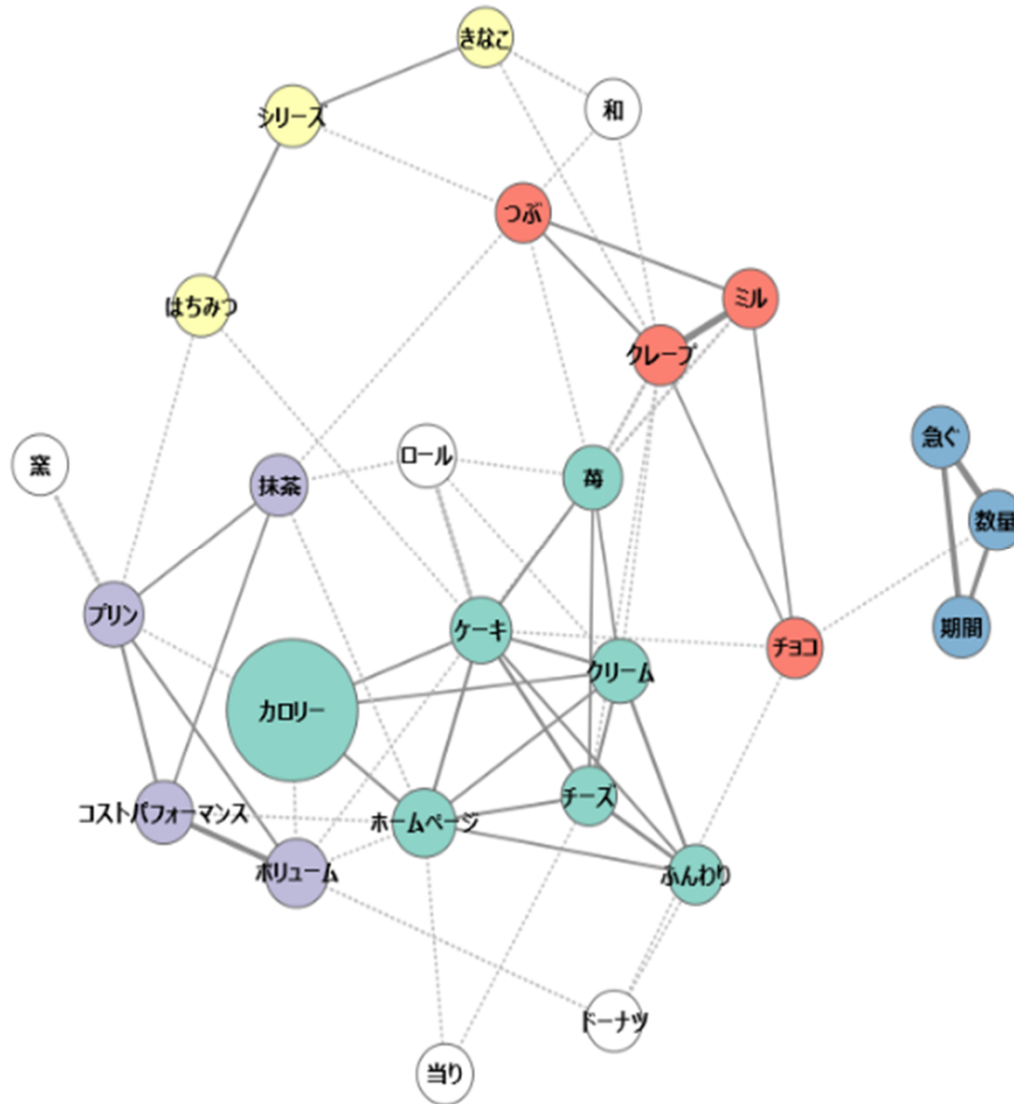 きなこ
シリーズ
和
つぶ
はちみつ
ミル
クレープ
急ぐ
ロール
窯
抹茶
苺
数量
プリン
ケーキ
期間
チョコ
クリーム
カロリー
チーズ
コストパフォーマンス
ホームページ
ボリューム
ふんわり
ドーナツ
当り